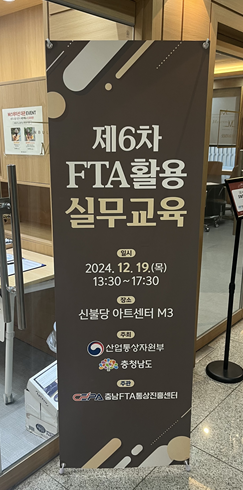 제6차
FTA활용
실무교육
일시
2024. 12. 19.(목)
13:30~17:30
장소
신불당 아트센터 M3
주최
산업통상자원부
충청남도
주관
충남FTA통상진흥센터